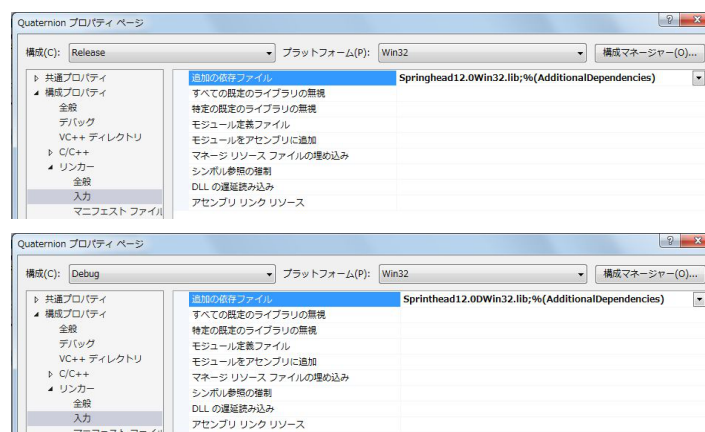 Quaternion プロパティ ページ
構成(C): Release プラットフォーム(P): Win32 構成マネージャー(O)...
共通プロパティ
構成プロパティ
全般
デバッグ
VC++ ディレクトリ
C/C++
リンカー
全般
入力
マニフェスト ファイル
追加の依存ファイル Springhead12.0Win32.lib;%(AdditionalDependencies)
すべての既定のライブラリの無視
特定の既定のライブラリの無視
モジュール定義ファイル
モジュールをアセンブリに追加
マネージ リソース ファイルの埋め込み
シンボル参照の強制
DLL の遅延読み込み
アセンブリ リンク リソース
Quaternion プロパティ ページ
構成(C): Debug プラットフォーム(P): Win32 構成マネージャー(O)...
共通プロパティ
構成プロパティ
全般
デバッグ
VC++ ディレクトリ
C/C++
リンカー
全般
入力
マニフェスト ファイル
追加の依存ファイル Sprinthead12.0DWin32.lib;%(AdditionalDependencies)
すべての既定のライブラリの無視
特定の既定のライブラリの無視
モジュール定義ファイル
モジュールをアセンブリに追加
マネージ リソース ファイルの埋め込み
シンボル参照の強制
DLL の遅延読み込み
アセンブリ リンク リソース